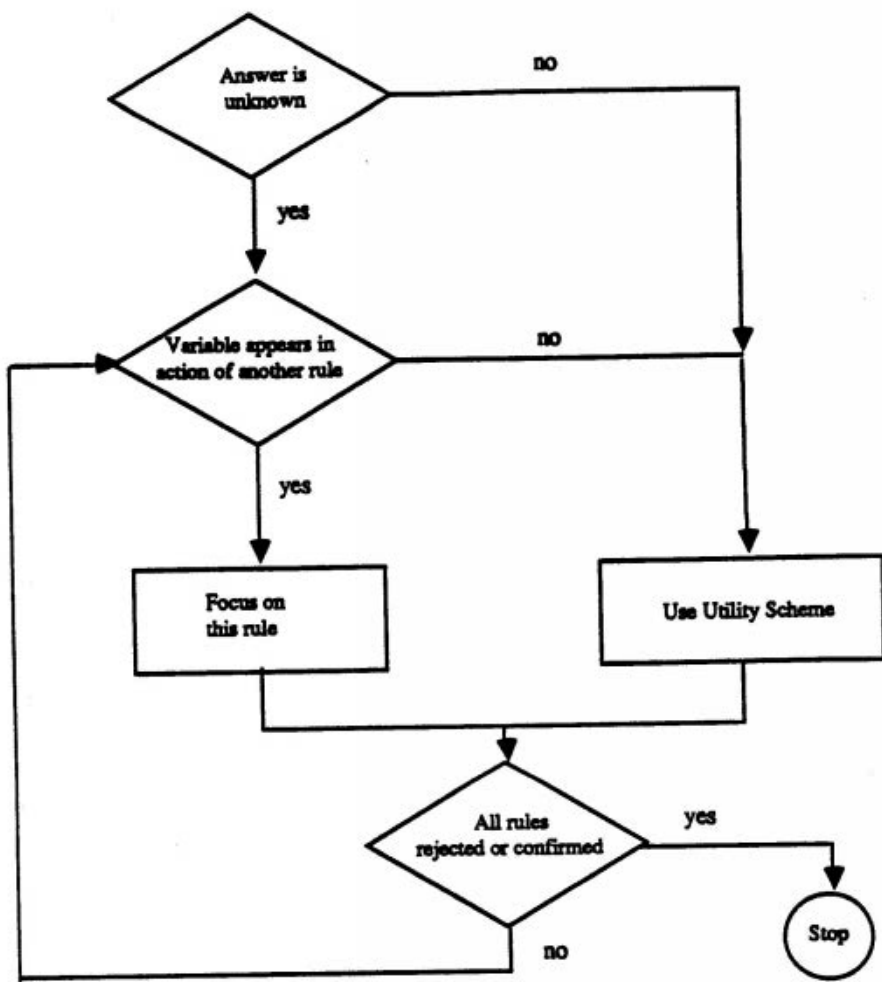 Answer is
unknown
no
yes
Variable appears in
action of another rule
no
yes
Focus on
this rule
Use Utility Scheme
All rules
rejected or confirmed
yes
Stop
no